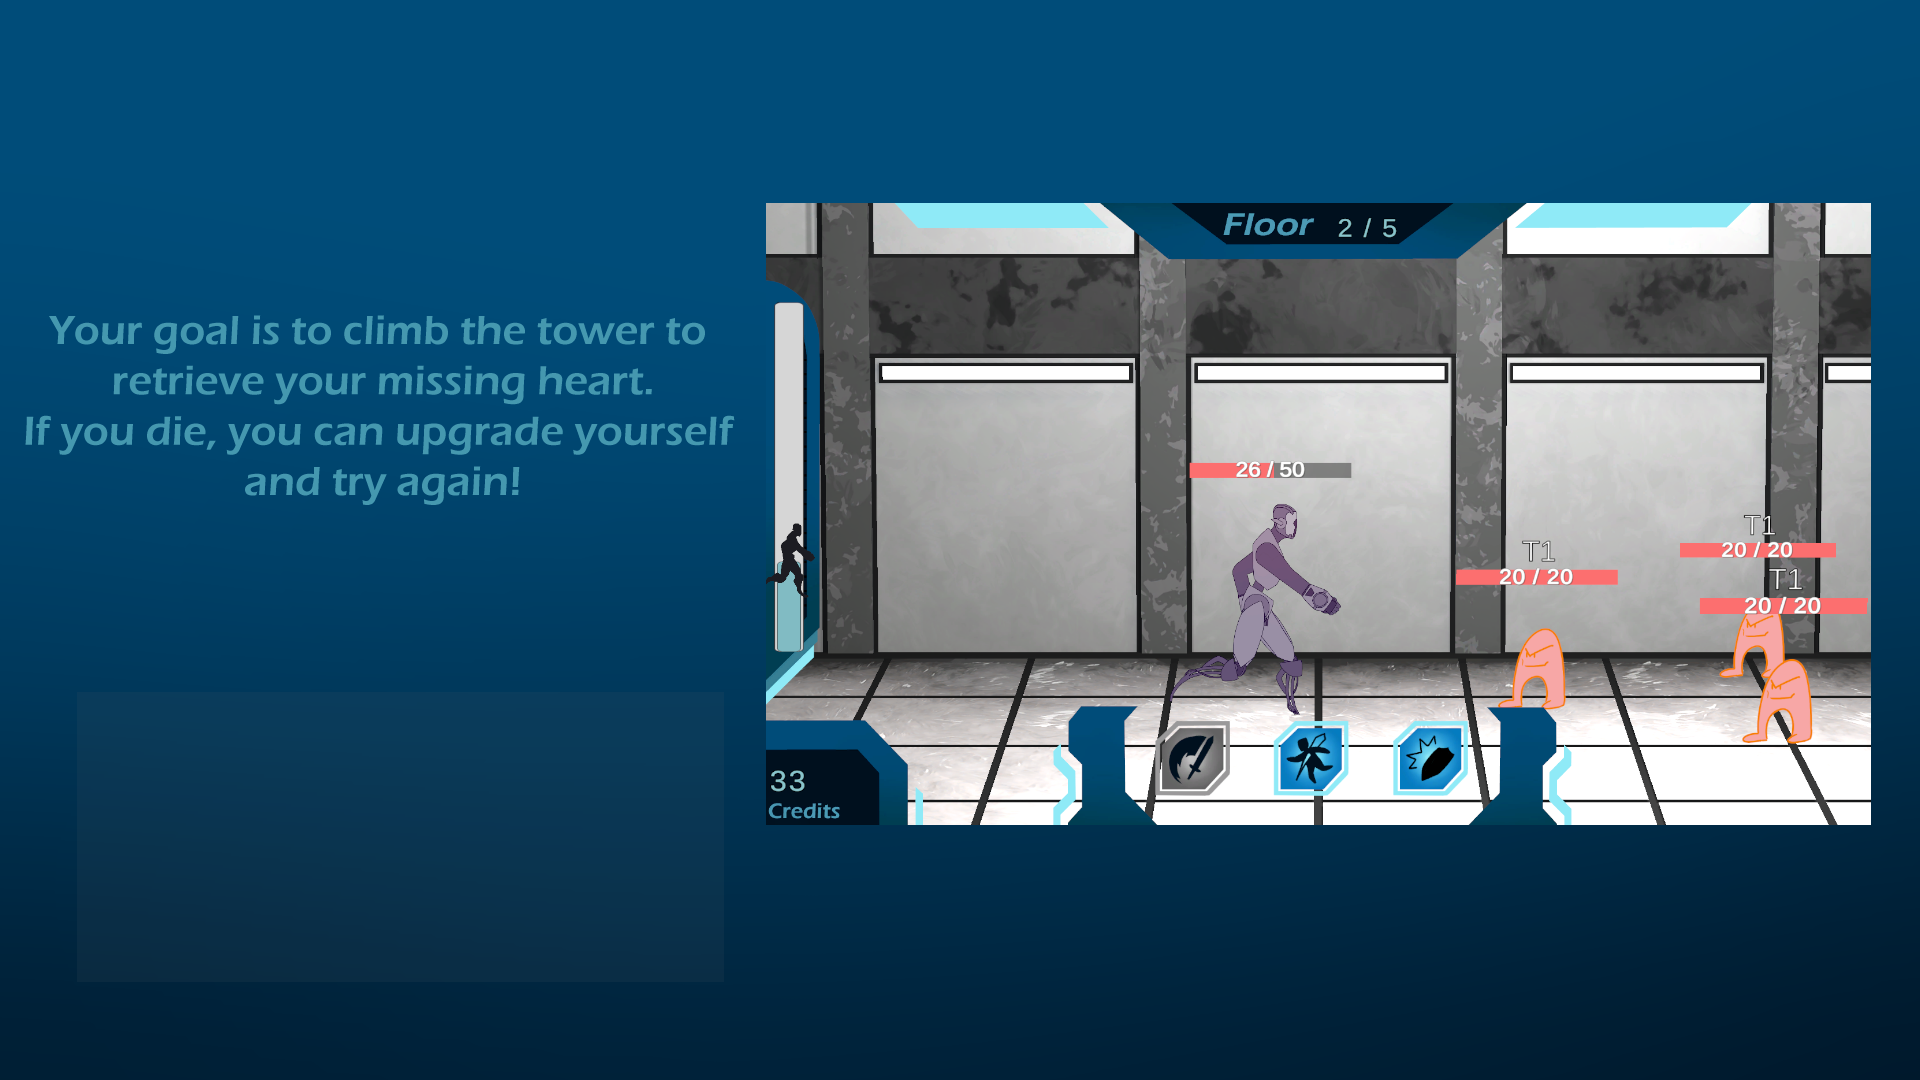 Your goal is to climb the tower to
retrieve your missing heart.
If you die, you can upgrade yourself
and try again!
Floor 2 / 5
26 / 50
T1
20 / 20
T1
20 / 20
T1
20 / 20
33
Credits